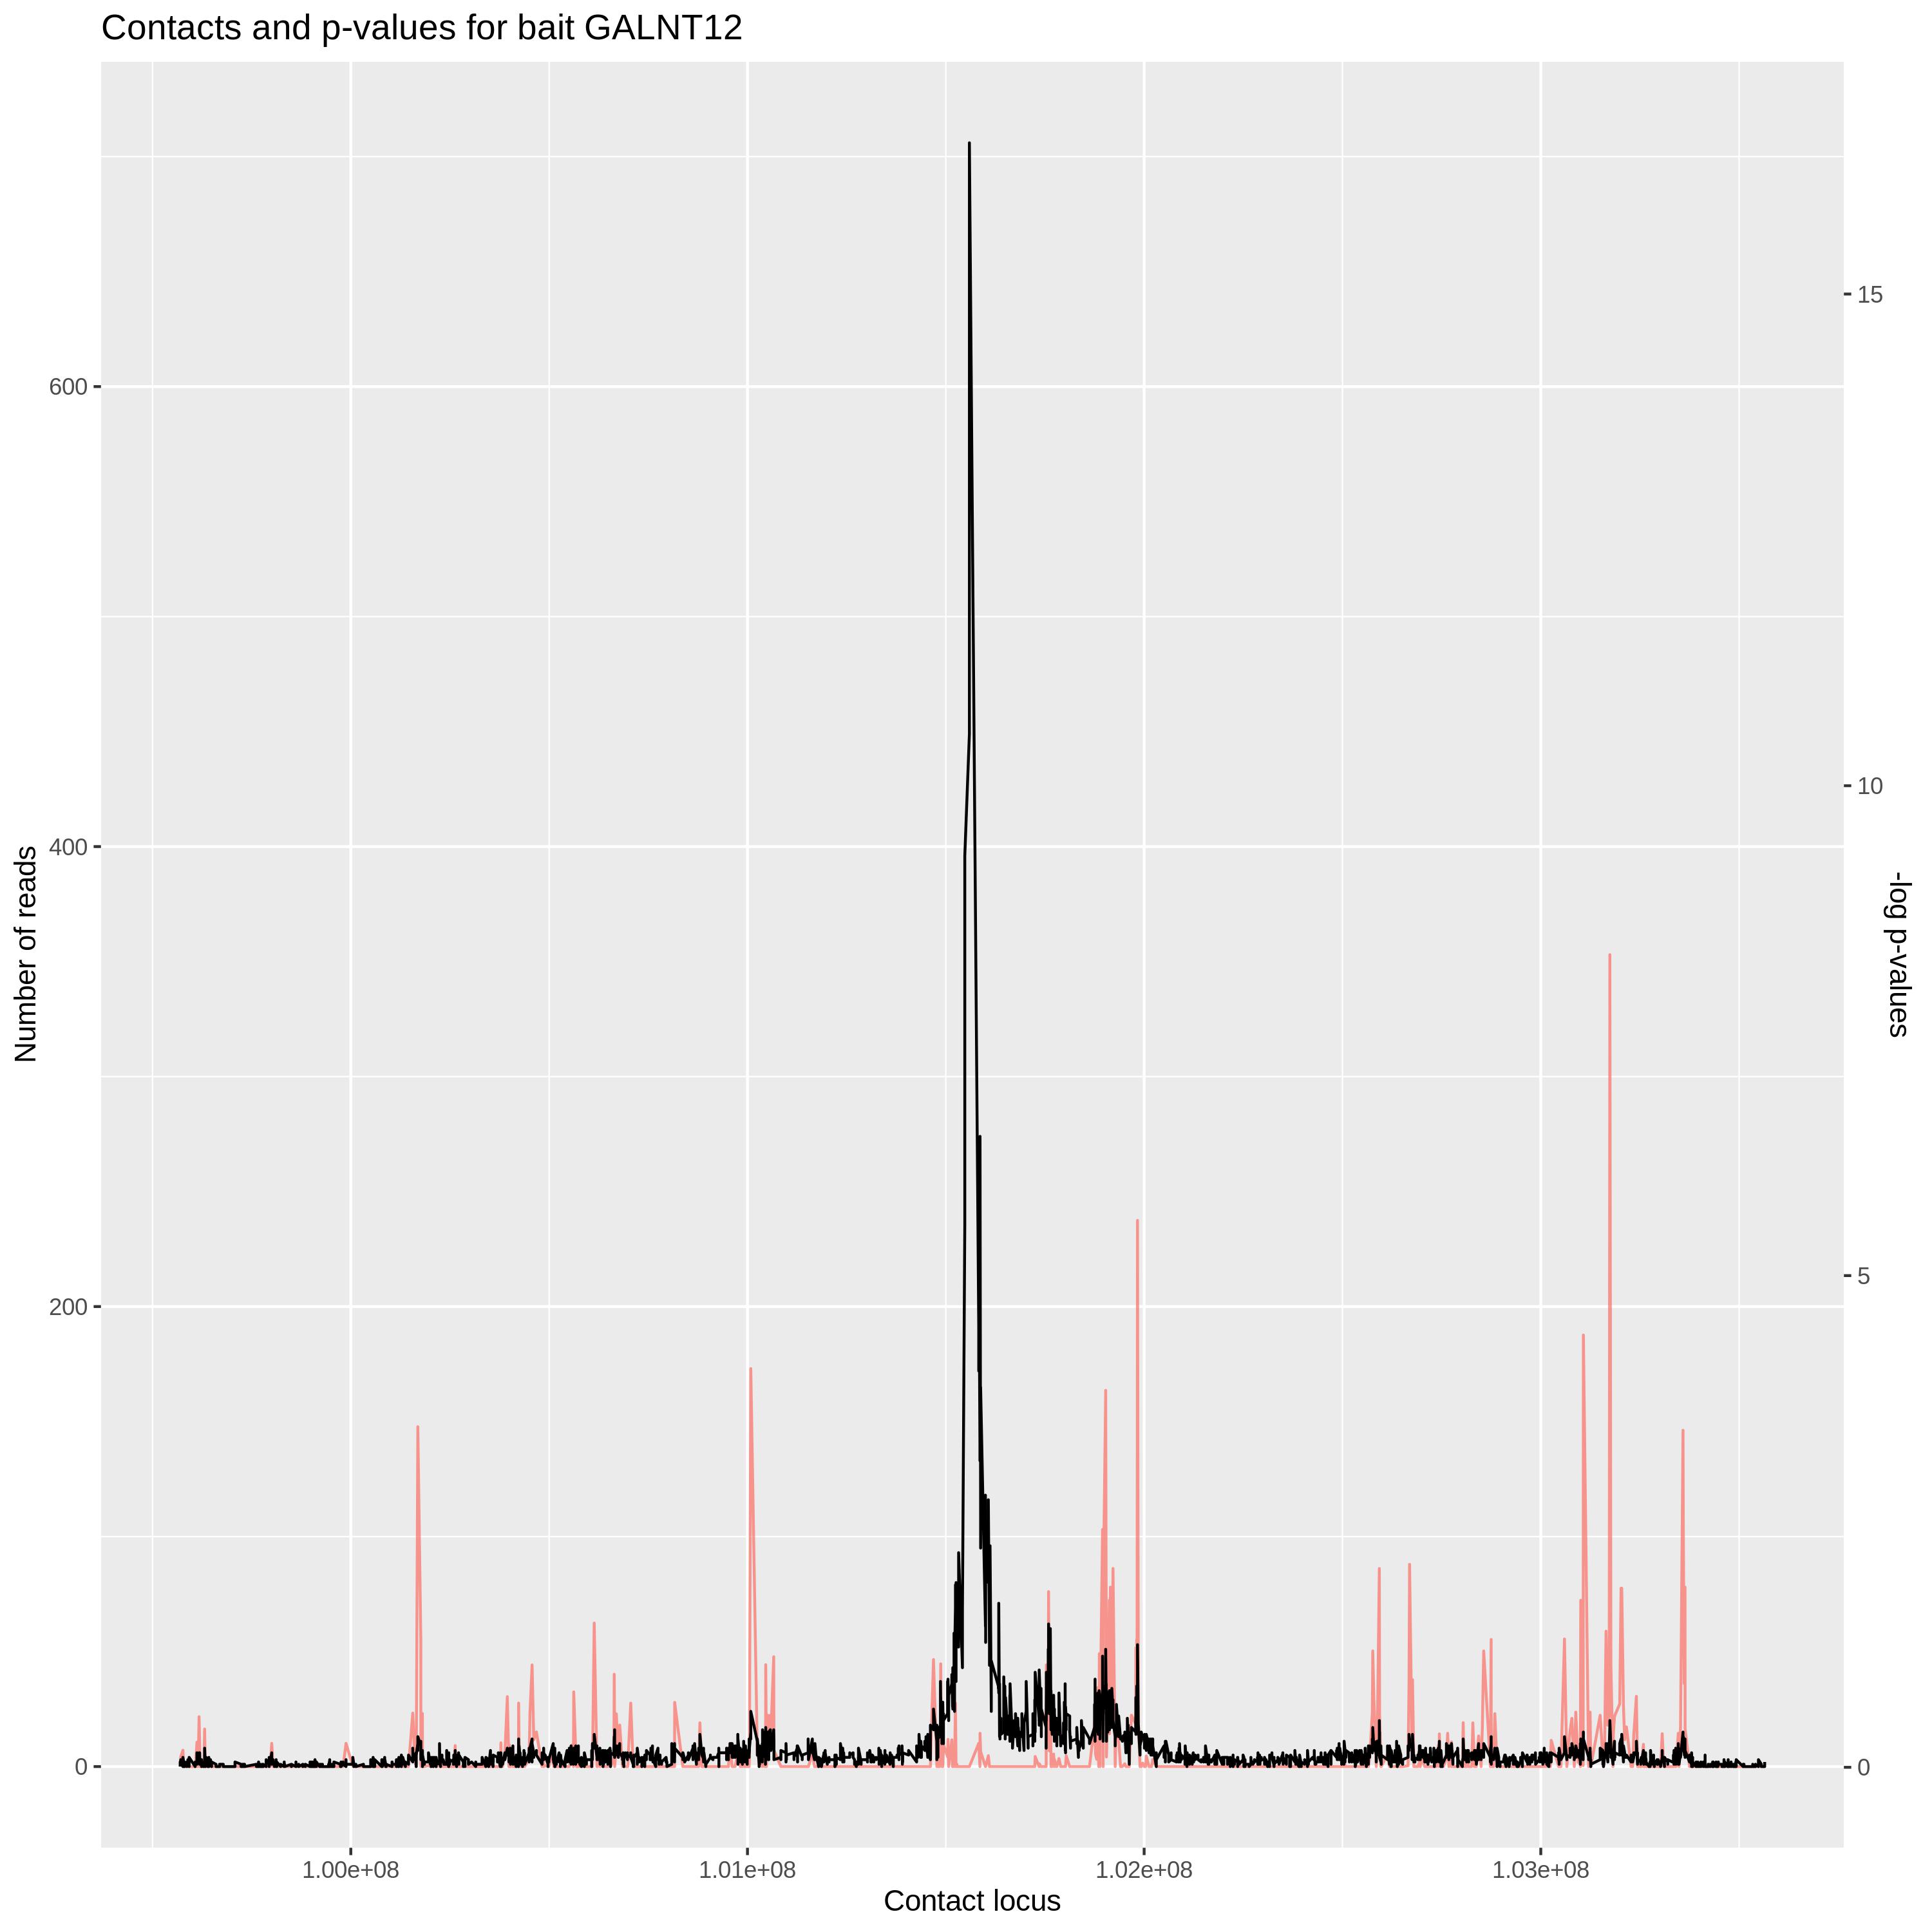 Contacts and p-values for bait GALNT12
Number of reads
600
400
200
0
15
10
5
0
-log p-values
1.00e+08
1.01e+08
1.02e+08
1.03e+08
Contact locus